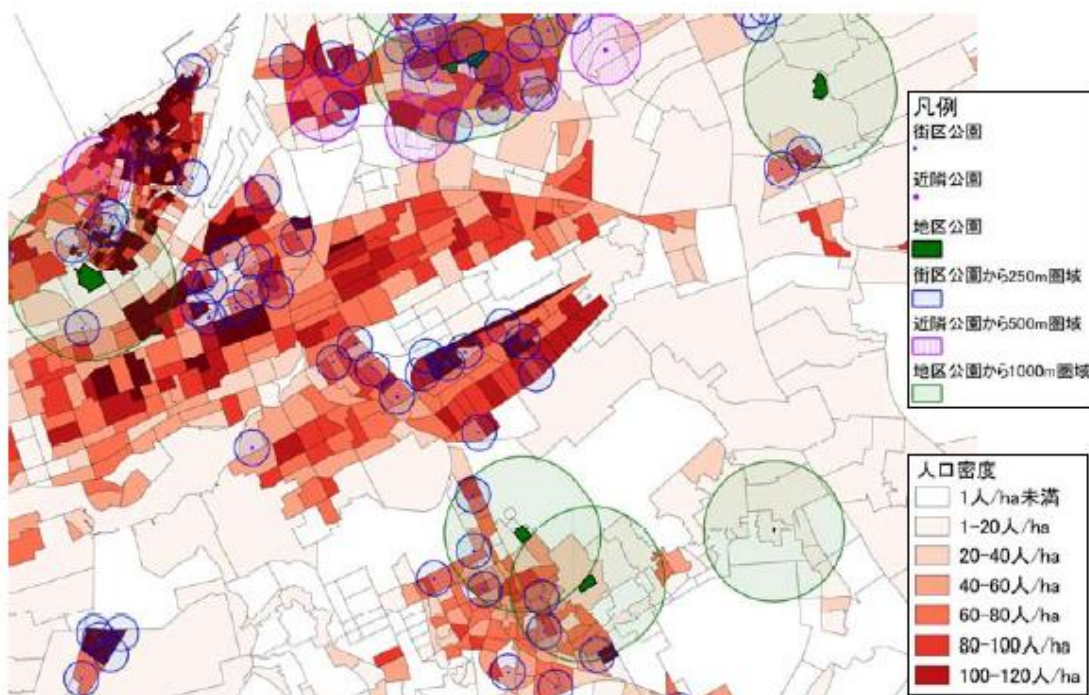 凡例
街区公園
近隣公園
地区公園
街区公園から250m圏域
近隣公園から500m圏域
地区公園から1000m圏域
人口密度
1人/ha未満
1-20人/ha
20-40人/ha
40-60人/ha
60-80人/ha
80-100人/ha
100-120人/ha